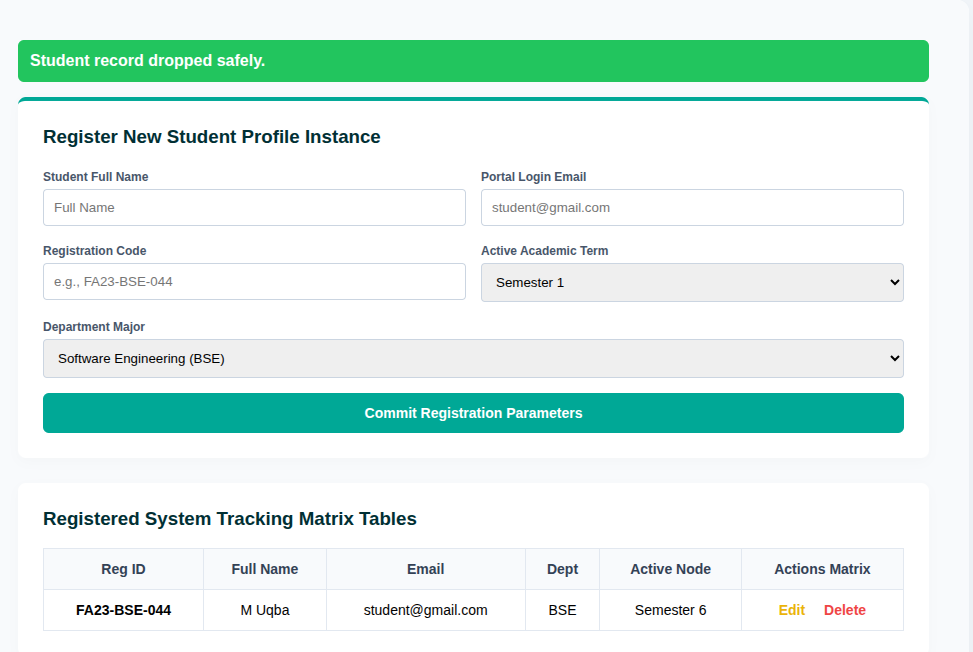 Student record dropped safely.
Register New Student Profile Instance
Student Full Name Portal Login Email
Full Name student@gmail.com
Registration Code Active Academic Term
e.g., FA23-BSE-044 Semester 1
Department Major
Software Engineering (BSE)
Commit Registration Parameters
Registered System Tracking Matrix Tables
Reg ID Full Name Email Dept Active Node Actions Matrix
FA23-BSE-044 M Uqba student@gmail.com BSE Semester 6 Edit Delete